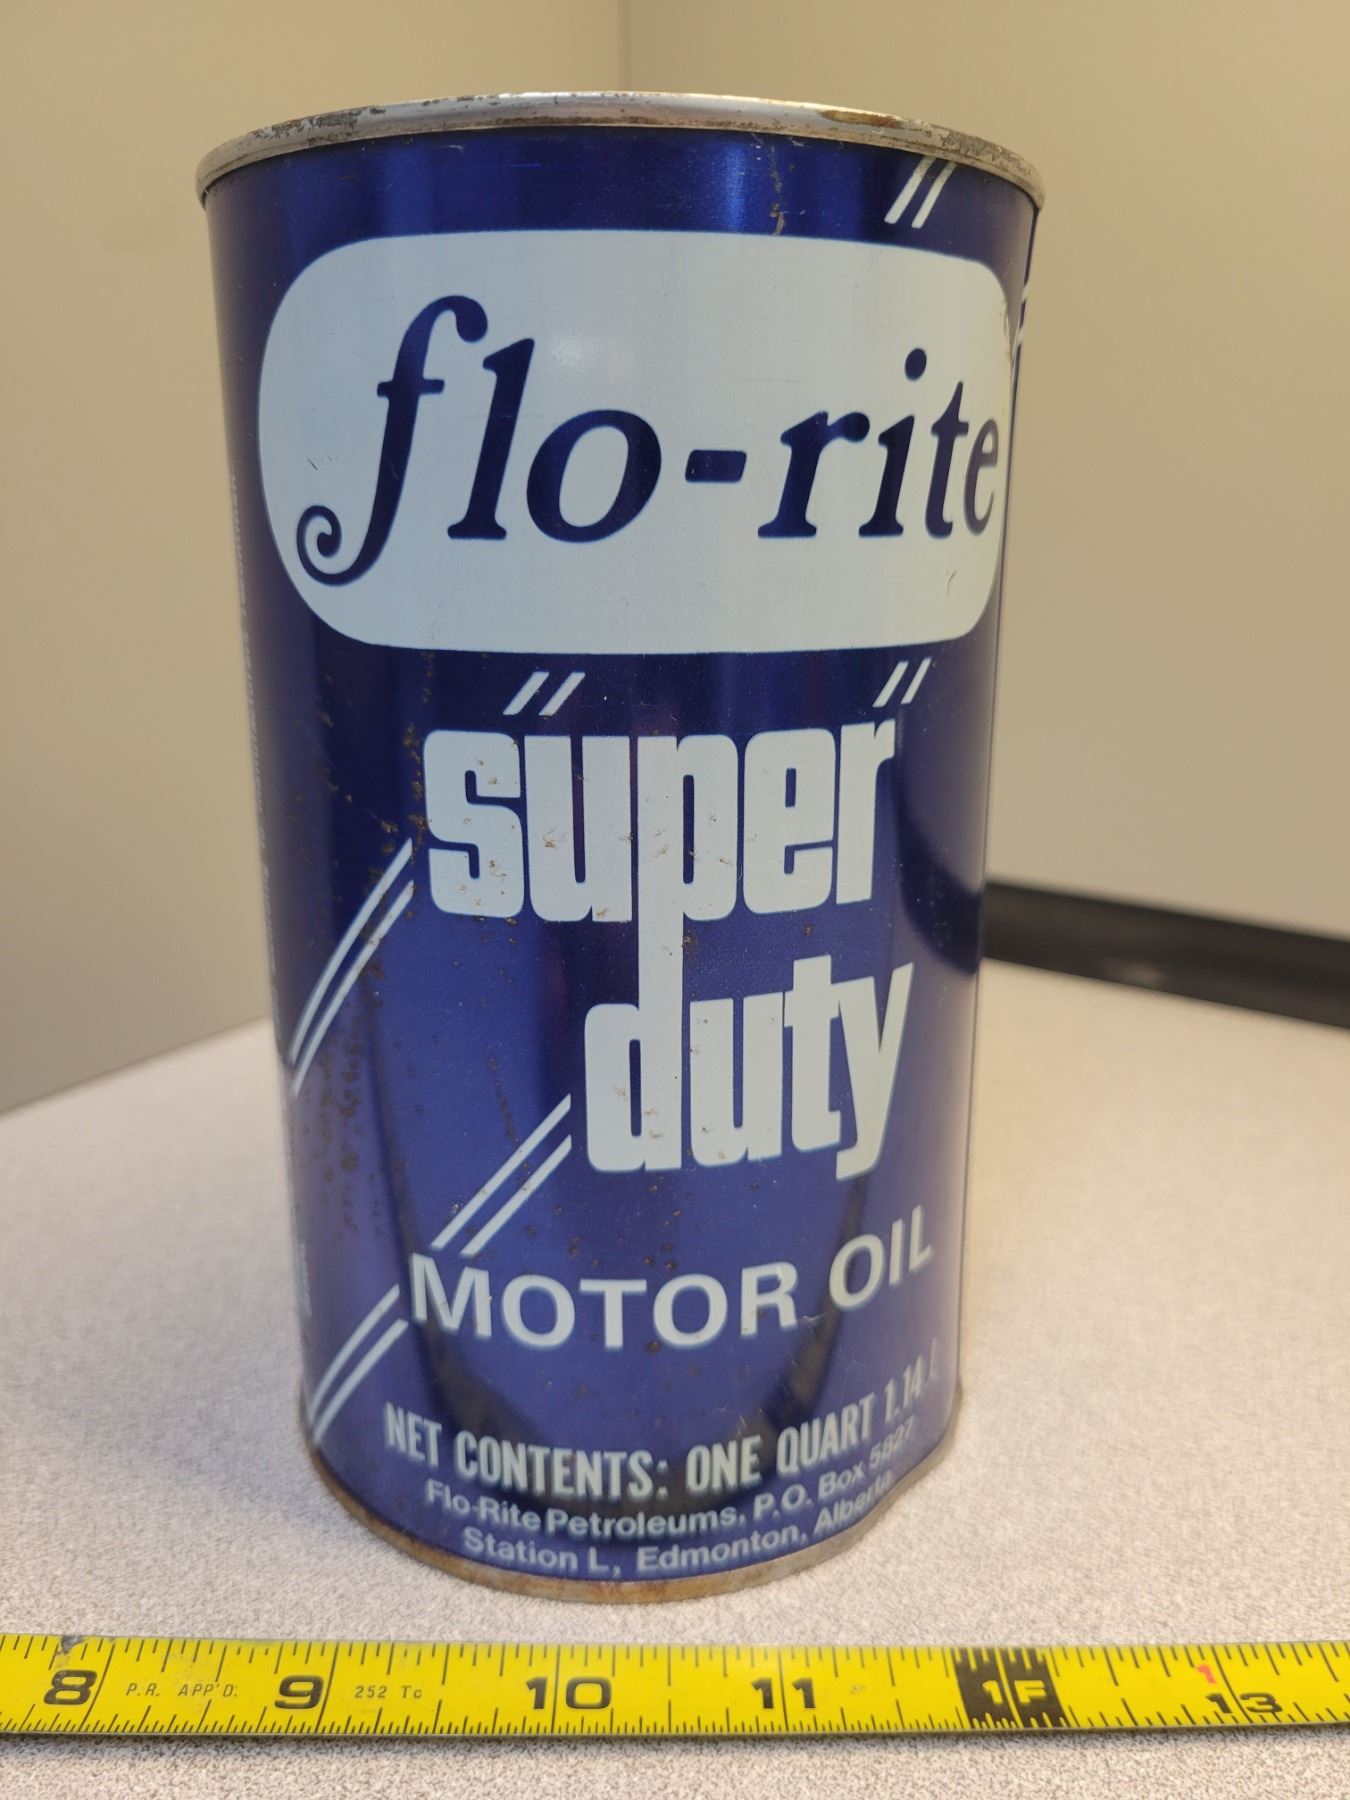 flo-rite
super
duty
MOTOR OIL
NET CONTENTS: ONE QUART 1.14
Flo-Rite Petroleums, P.O. Box 5827
Station L, Edmonton, Alberta
8 P.R. APP'D. 9 252 Tc 10 11 1F 1 13